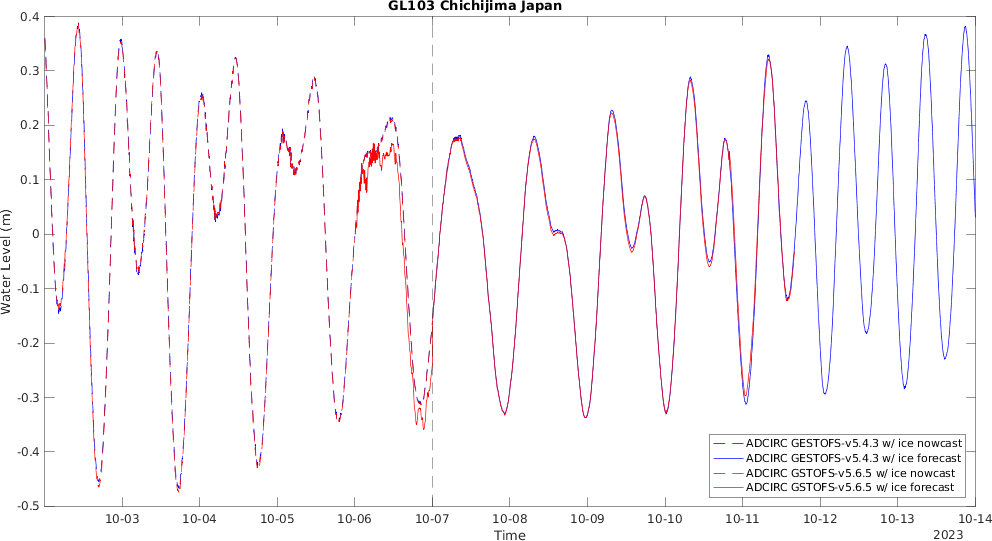 GL103 Chichijima Japan
Water Level (m)
0.4
0.3
0.2
0.1
0
-0.1
-0.2
-0.3
-0.4
-0.5
10-03 10-04 10-05 10-06 10-07 10-08 10-09 10-10 10-11 10-12 10-13 10-14
2023
Time
ADCIRC GESTOFS-v5.4.3 w/ ice nowcast
ADCIRC GESTOFS-v5.4.3 w/ ice forecast
ADCIRC GSTOFS-v5.6.5 w/ ice nowcast
ADCIRC GSTOFS-v5.6.5 w/ ice forecast